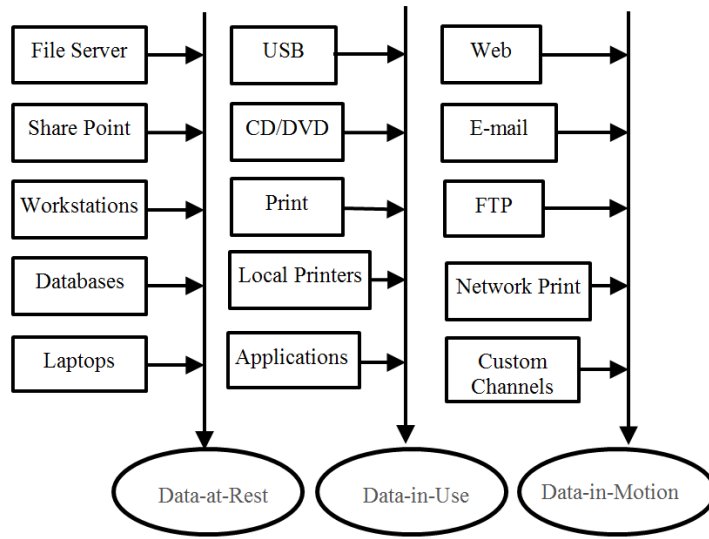 File Server
Share Point
Workstations
Databases
Laptops
Data-at-Rest
USB
CD/DVD
Print
Local Printers
Applications
Data-in-Use
Web
E-mail
FTP
Network Print
Custom
Channels
Data-in-Motion